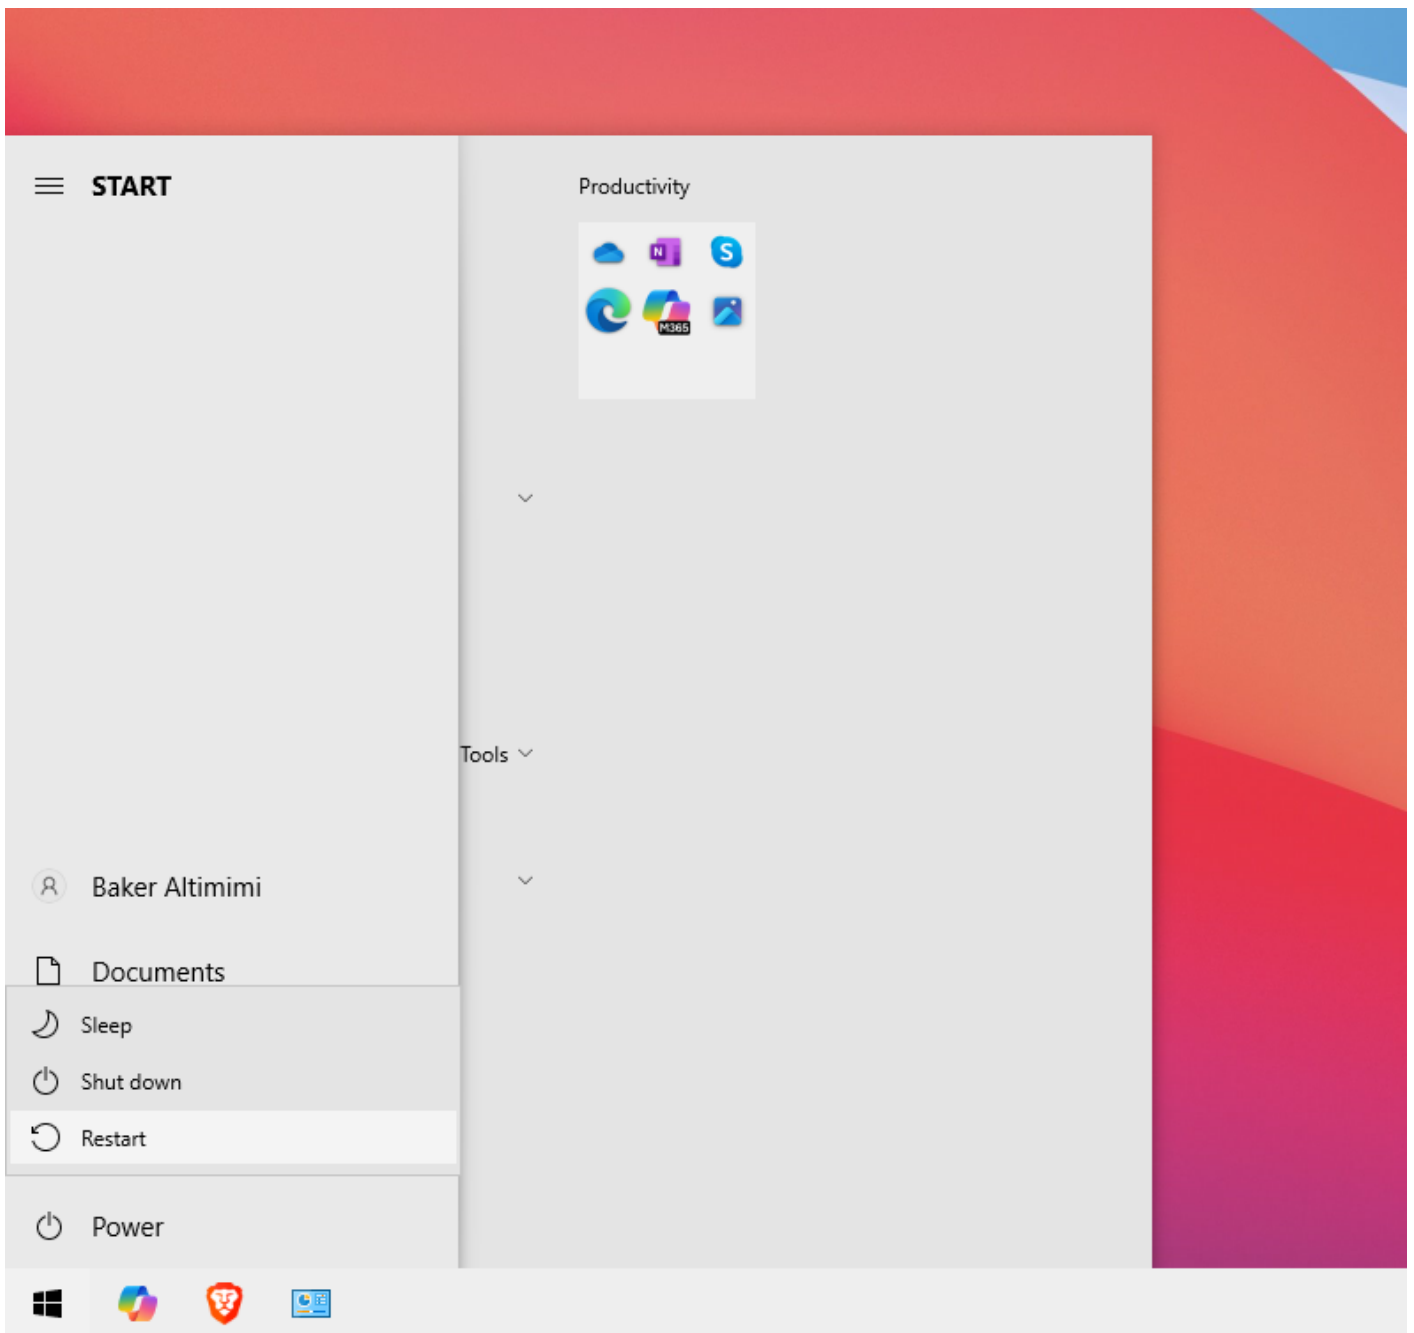 START
Productivity
N
S
M365
Tools
Baker Altimimi
Documents
Sleep
Shut down
Restart
Power